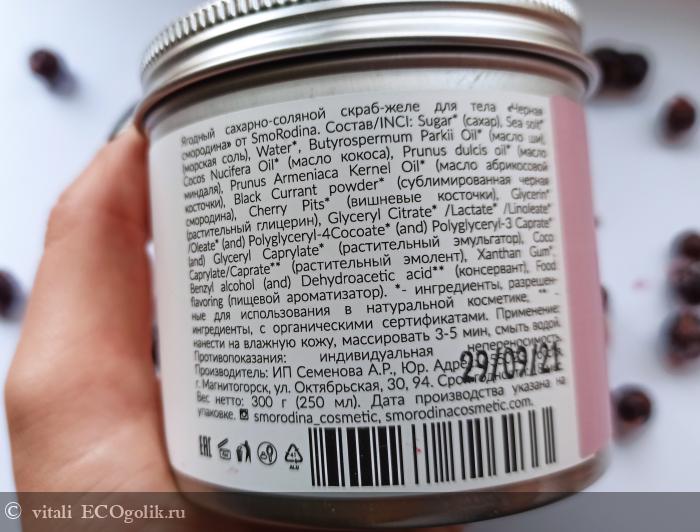 Ягодный сахарно-соляной скраб-желе для тела «Черная
смородина» от SmoRodina. Состав/INCI: Sugar* (сахар), Sea salt*
(морская соль), Water*, Butyrospermum Parkii Oil* (масло ши),
Cocos Nucifera Oil* (масло кокоса), Prunus dulcis oil* (масло
миндаля), Prunus Armeniaca Kernel Oil* (масло абрикосовой
косточки), Black Currant powder* (сублимированная черная
смородина), Cherry Pits* (вишневые косточки), Glycerin*
(растительный глицерин), Glyceryl Citrate* /Lactate* /Linoleate*
/Oleate* (and) Polyglyceryl-4Cocoate* (and) Polyglyceryl-3 Caprate*
(and) Glyceryl Caprylate* (растительный эмульгатор), Coco
Caprylate/Caprate** (растительный эмолент), Xanthan Gum*,
Benzyl alcohol (and) Dehydroacetic acid** (консервант), Food
flavoring (пищевой ароматизатор). *- ингредиенты, разрешен-
ные для использования в натуральной косметике, **-
ингредиенты, с органическими сертификатами. Применение:
нанести на влажную кожу, массировать 3-5 мин, смыть водой.
Противопоказания: индивидуальная непереносимость
Производитель: ИП Семенова А.Р., Юр.
29/09/21
г. Магнитогорск, ул. Октябрьская, 30, 94. Срок
Вес нетто: 300 г (250 мл). Дата производства указана на
упаковке. smorodina_cosmetic, smorodinacosmetic.com.
EAC 12M 41 ALU
© vitali ECOgolik.ru